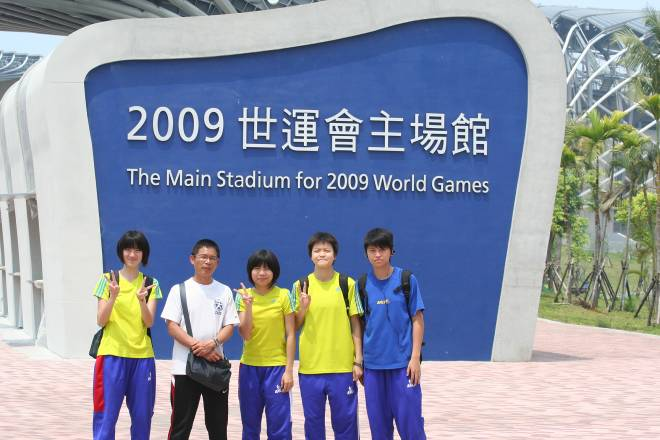 2009 世運會主場館
The Main Stadium for 2009 World Games